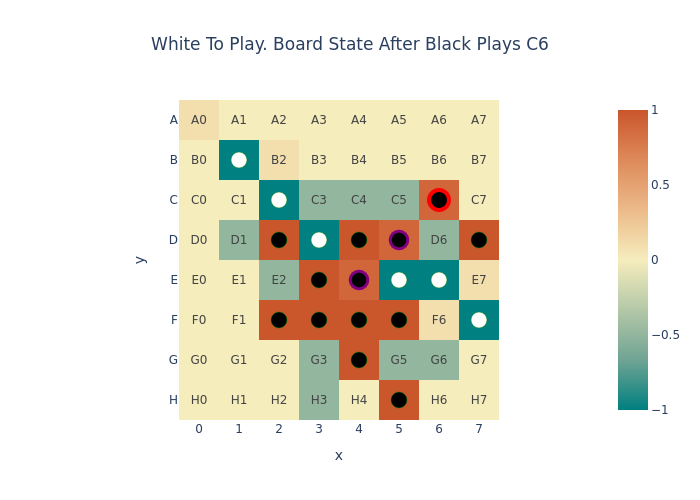 White To Play. Board State After Black Plays C6
A A0 A1 A2 A3 A4 A5 A6 A7
B B0 B2 B3 B4 B5 B6 B7
C C0 C1 C3 C4 C5 C7
D D0 D1 D6
E E0 E1 E2 E7
F F0 F1 F6
G G0 G1 G2 G3 G5 G6 G7
H H0 H1 H2 H3 H4 H6 H7
0 1 2 3 4 5 6 7
x
y
1
0.5
0
−0.5
−1